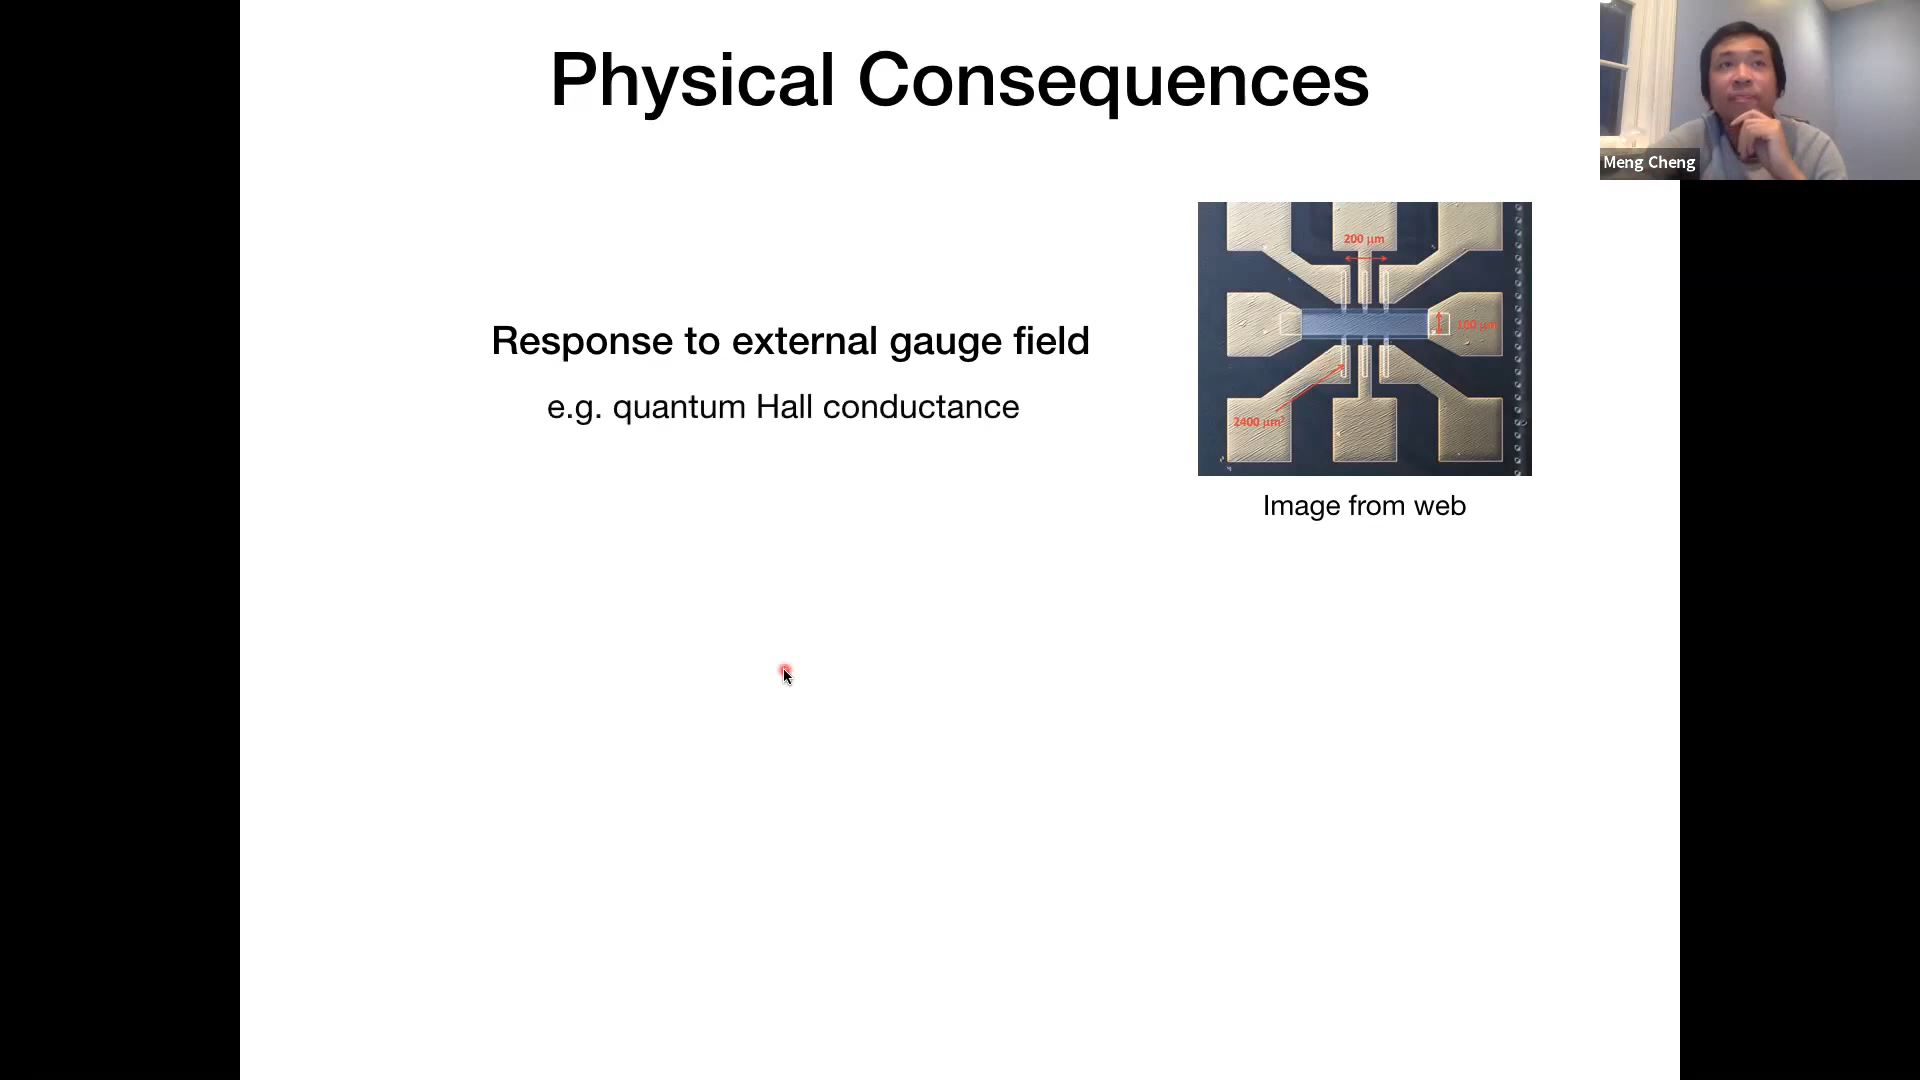 Physical Consequences
Meng Cheng
200 μm
Response to external gauge field
100 μm
e.g. quantum Hall conductance
2400 μm²
Image from web